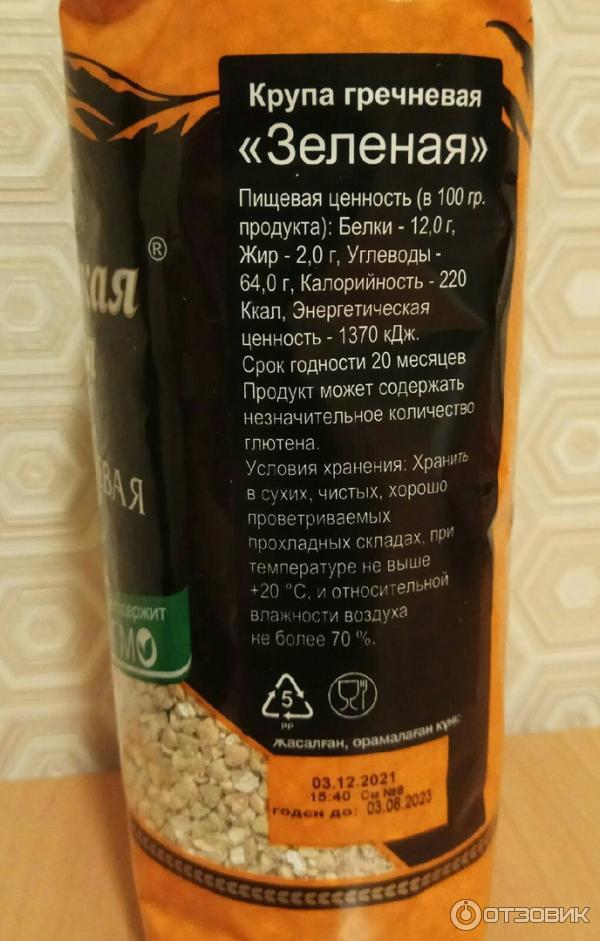 Крупа гречневая
«Зеленая»
Пищевая ценность (в 100 гр.
продукта): Белки - 12,0 г,
Жир - 2,0 г, Углеводы -
64,0 г, Калорийность - 220
Ккал, Энергетическая
ценность - 1370 кДж.
Срок годности 20 месяцев
Продукт может содержать
незначительное количество
глютена.
Условия хранения: Хранить
в сухих, чистых, хорошо
проветриваемых
прохладных складах, при
температуре не выше
+20 °С, и относительной
влажности воздуха
не более 70 %.
5
PP
жасалған, орамалаған күні:
03.12.2021
15:40 См №8
годен до: 03.08.2023
®
кая
ВАЯ
держит
ГМО
ОТЗОВИК